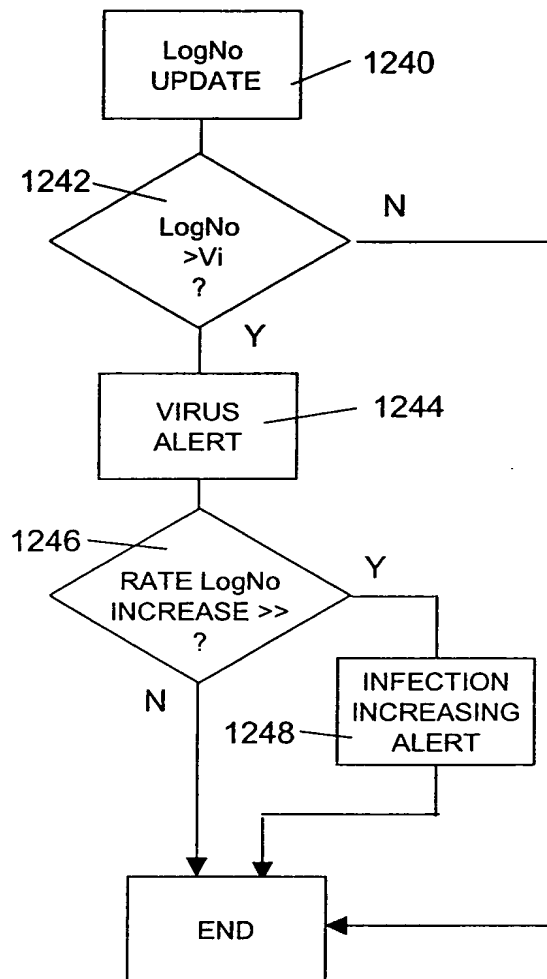 LogNo
UPDATE
1240
1242
LogNo
>Vi
?
N
Y
VIRUS
ALERT
1244
1246
RATE LogNo
INCREASE >>
?
Y
N
INFECTION
INCREASING
ALERT
1248
END